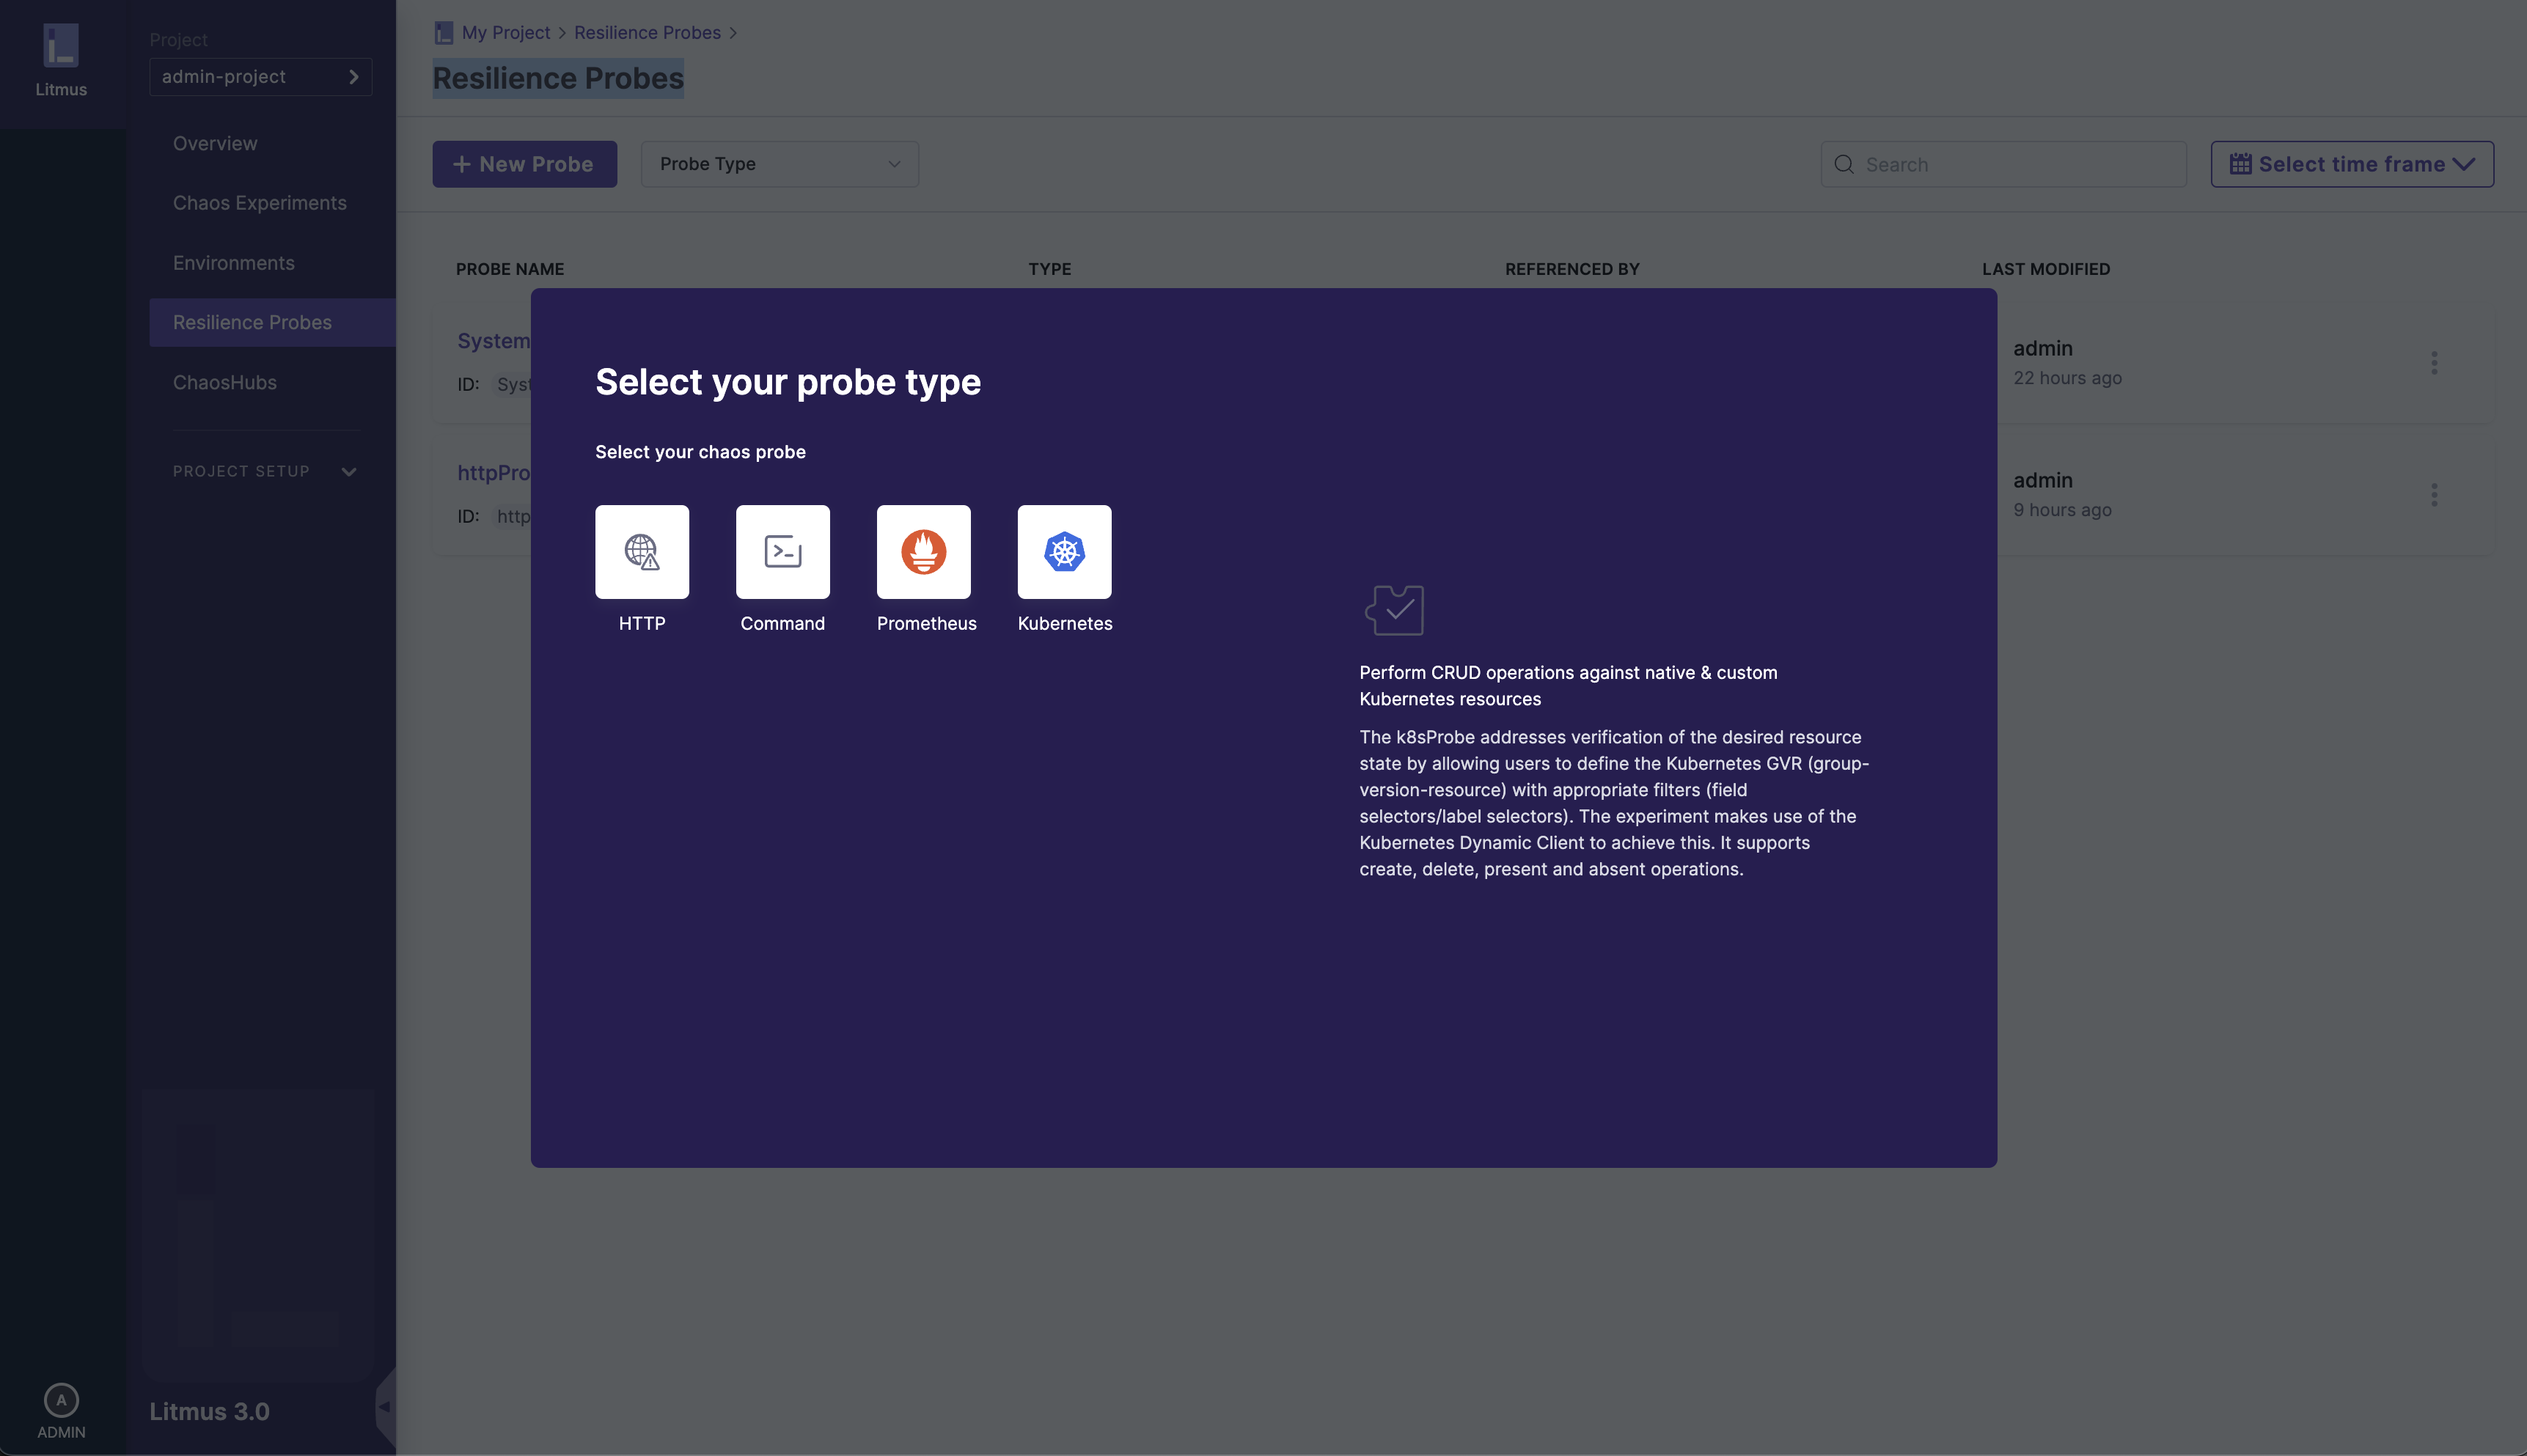 Litmus
Project
admin-project
Overview
Chaos Experiments
Environments
Resilience Probes
ChaosHubs
PROJECT SETUP
Litmus 3.0
A
ADMIN
My Project > Resilience Probes >
Resilience Probes
+ New Probe
Probe Type
Search
Select time frame
PROBE NAME
TYPE
REFERENCED BY
LAST MODIFIED
System
ID: Syst
admin
22 hours ago
httpPro
ID: http
admin
9 hours ago
Select your probe type
Select your chaos probe
HTTP
Command
Prometheus
Kubernetes
Perform CRUD operations against native & custom
Kubernetes resources
The k8sProbe addresses verification of the desired resource
state by allowing users to define the Kubernetes GVR (group-
version-resource) with appropriate filters (field
selectors/label selectors). The experiment makes use of the
Kubernetes Dynamic Client to achieve this. It supports
create, delete, present and absent operations.